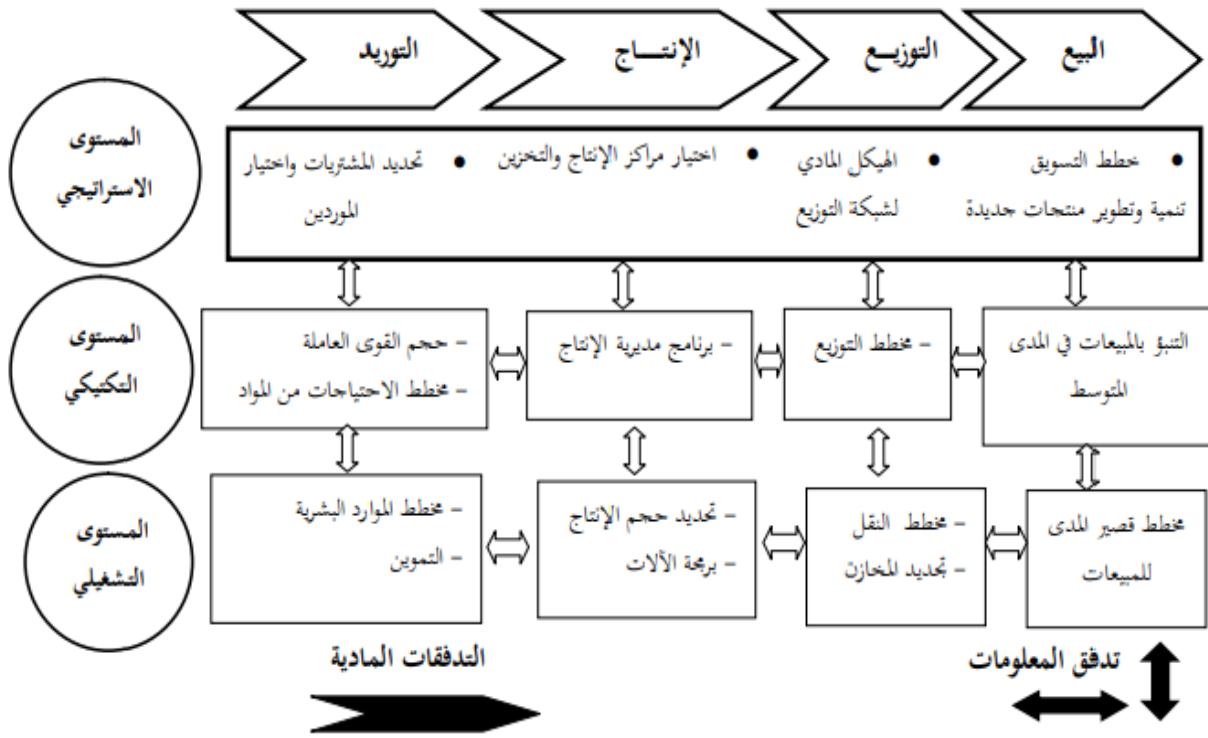 التوريد
الإنتـــاج
التوزيــع
البيع
المستوى
الاستراتيجي
• تحديد المشتريات واختيار
الموردين
• اختيار مراكز الإنتاج والتخزين
• الهيكل المادي
لشبكة التوزيع
• خطط التسويق
تنمية وتطوير منتجات جديدة
المستوى
التكتيكي
– حجم القوى العاملة
– مخطط الاحتياجات من المواد
– برنامج مديرية الإنتاج
– مخطط التوزيع
التنبؤ بالمبيعات في المدى
المتوسط
المستوى
التشغيلي
– مخطط الموارد البشرية
– التموين
– تحديد حجم الإنتاج
– برمجة الآلات
– مخطط النقل
– تجديد المخازن
مخطط قصير المدى
للمبيعات
التدفقات المادية
تدفق المعلومات